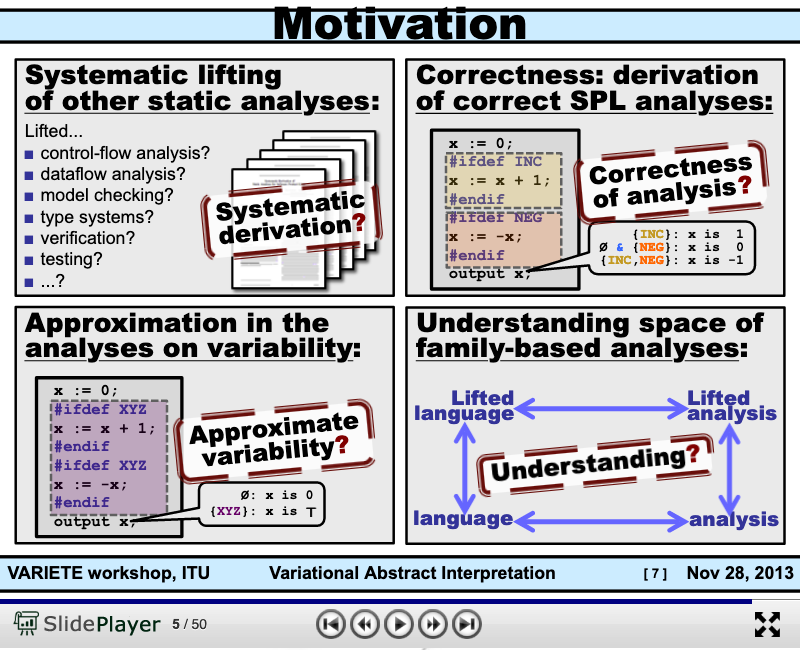 Motivation
Systematic lifting
of other static analyses:
Lifted...
control-flow analysis?
dataflow analysis?
model checking?
type systems?
verification?
testing?
...?
Systematic
derivation?
Correctness: derivation
of correct SPL analyses:
x := 0;
#ifdef INC
x := x + 1;
#endif
#ifdef NEG
x := -x;
#endif
output x;
Correctness
of analysis?
{INC}: x is 1
Ø & {NEG}: x is 0
{INC,NEG}: x is -1
Approximation in the
analyses on variability:
x := 0;
#ifdef XYZ
x := x + 1;
#endif
#ifdef XYZ
x := -x;
#endif
output x;
Approximate
variability?
Ø: x is 0
{XYZ}: x is ⊤
Understanding space of
family-based analyses:
Lifted
language
Lifted
analysis
Understanding?
language
analysis
VARIETE workshop, ITU Variational Abstract Interpretation [ 7 ] Nov 28, 2013
SlidePlayer 5 / 50